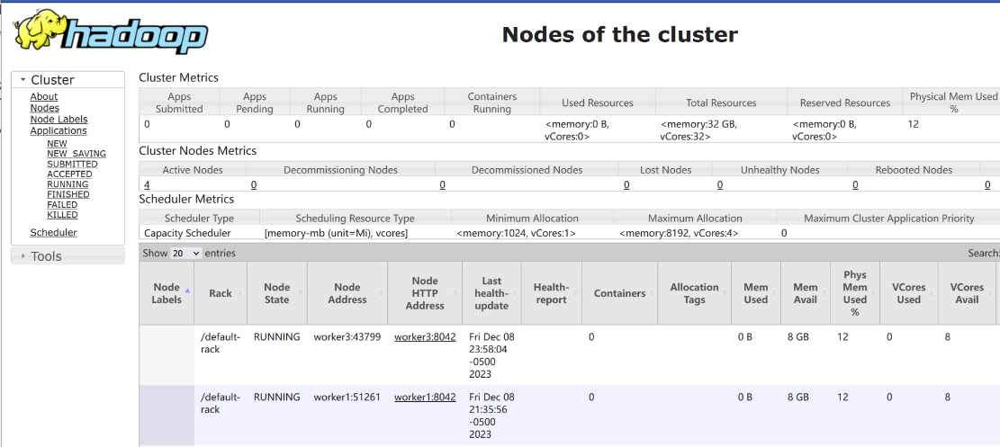 hadoop
Nodes of the cluster
Cluster
About
Nodes
Node Labels
Applications
NEW
NEW_SAVING
SUBMITTED
ACCEPTED
RUNNING
FINISHED
FAILED
KILLED
Scheduler
Tools
Cluster Metrics
Apps Submitted Apps Pending Apps Running Apps Completed Containers Running Used Resources Total Resources Reserved Resources Physical Mem Used %
0 0 0 0 0 <memory:0 B, vCores:0> <memory:32 GB, vCores:32> <memory:0 B, vCores:0> 12
Cluster Nodes Metrics
Active Nodes Decommissioning Nodes Decommissioned Nodes Lost Nodes Unhealthy Nodes Rebooted Nodes
4 0 0 0 0 0 0
Scheduler Metrics
Scheduler Type Scheduling Resource Type Minimum Allocation Maximum Allocation Maximum Cluster Application Priority
Capacity Scheduler [memory-mb (unit=Mi), vcores] <memory:1024, vCores:1> <memory:8192, vCores:4> 0
Show 20 entries Search:
Node Labels Rack Node State Node Address Node HTTP Address Last health-update Health-report Containers Allocation Tags Mem Used Mem Avail Phys Mem Used % VCores Used VCores Avail
/default-rack RUNNING worker3:43799 worker3:8042 Fri Dec 08 23:58:04 -0500 2023 0 0 B 8 GB 12 0 8
/default-rack RUNNING worker1:51261 worker1:8042 Fri Dec 08 21:35:56 -0500 2023 0 0 B 8 GB 12 0 8